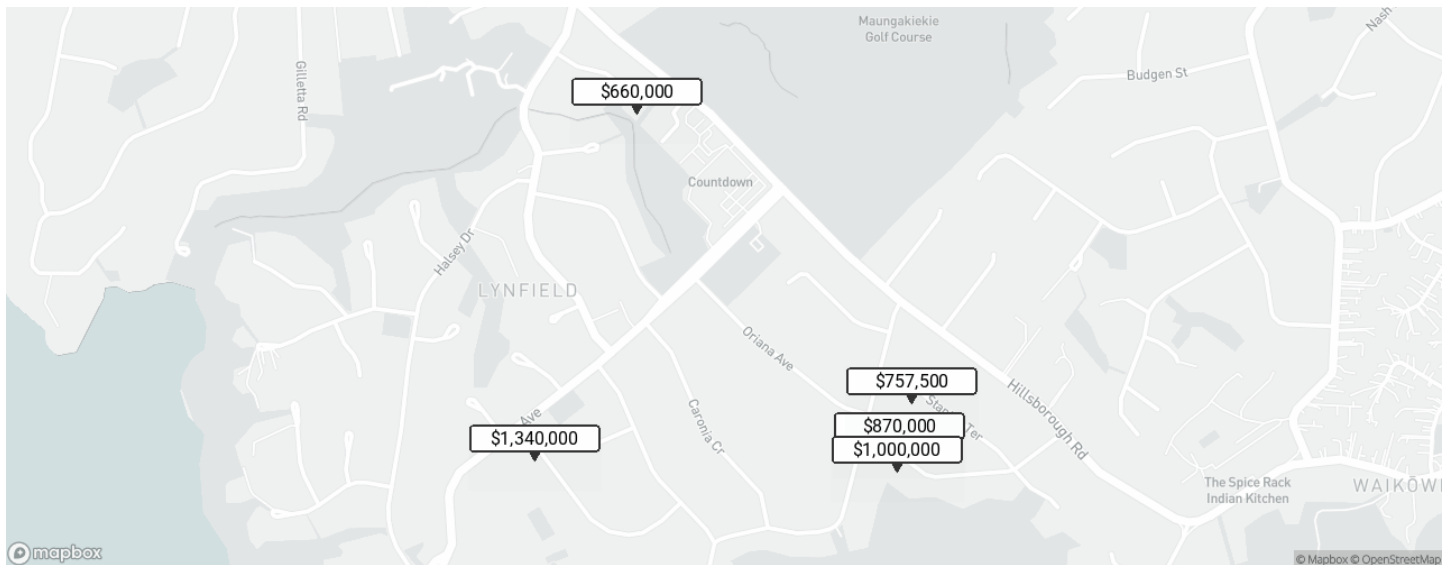 Maungakiekie
Golf Course
Nash
Gilletta Rd
Budgen St
$660,000
Countdown
Halsey Dr
LYNFIELD
Oriana Ave
$757,500
Hillsborough Rd
Ter
Ave
Caronia Cr
$870,000
$1,340,000
$1,000,000
The Spice Rack
Indian Kitchen
WAIKŌWH
mapbox
© Mapbox © OpenStreetMap